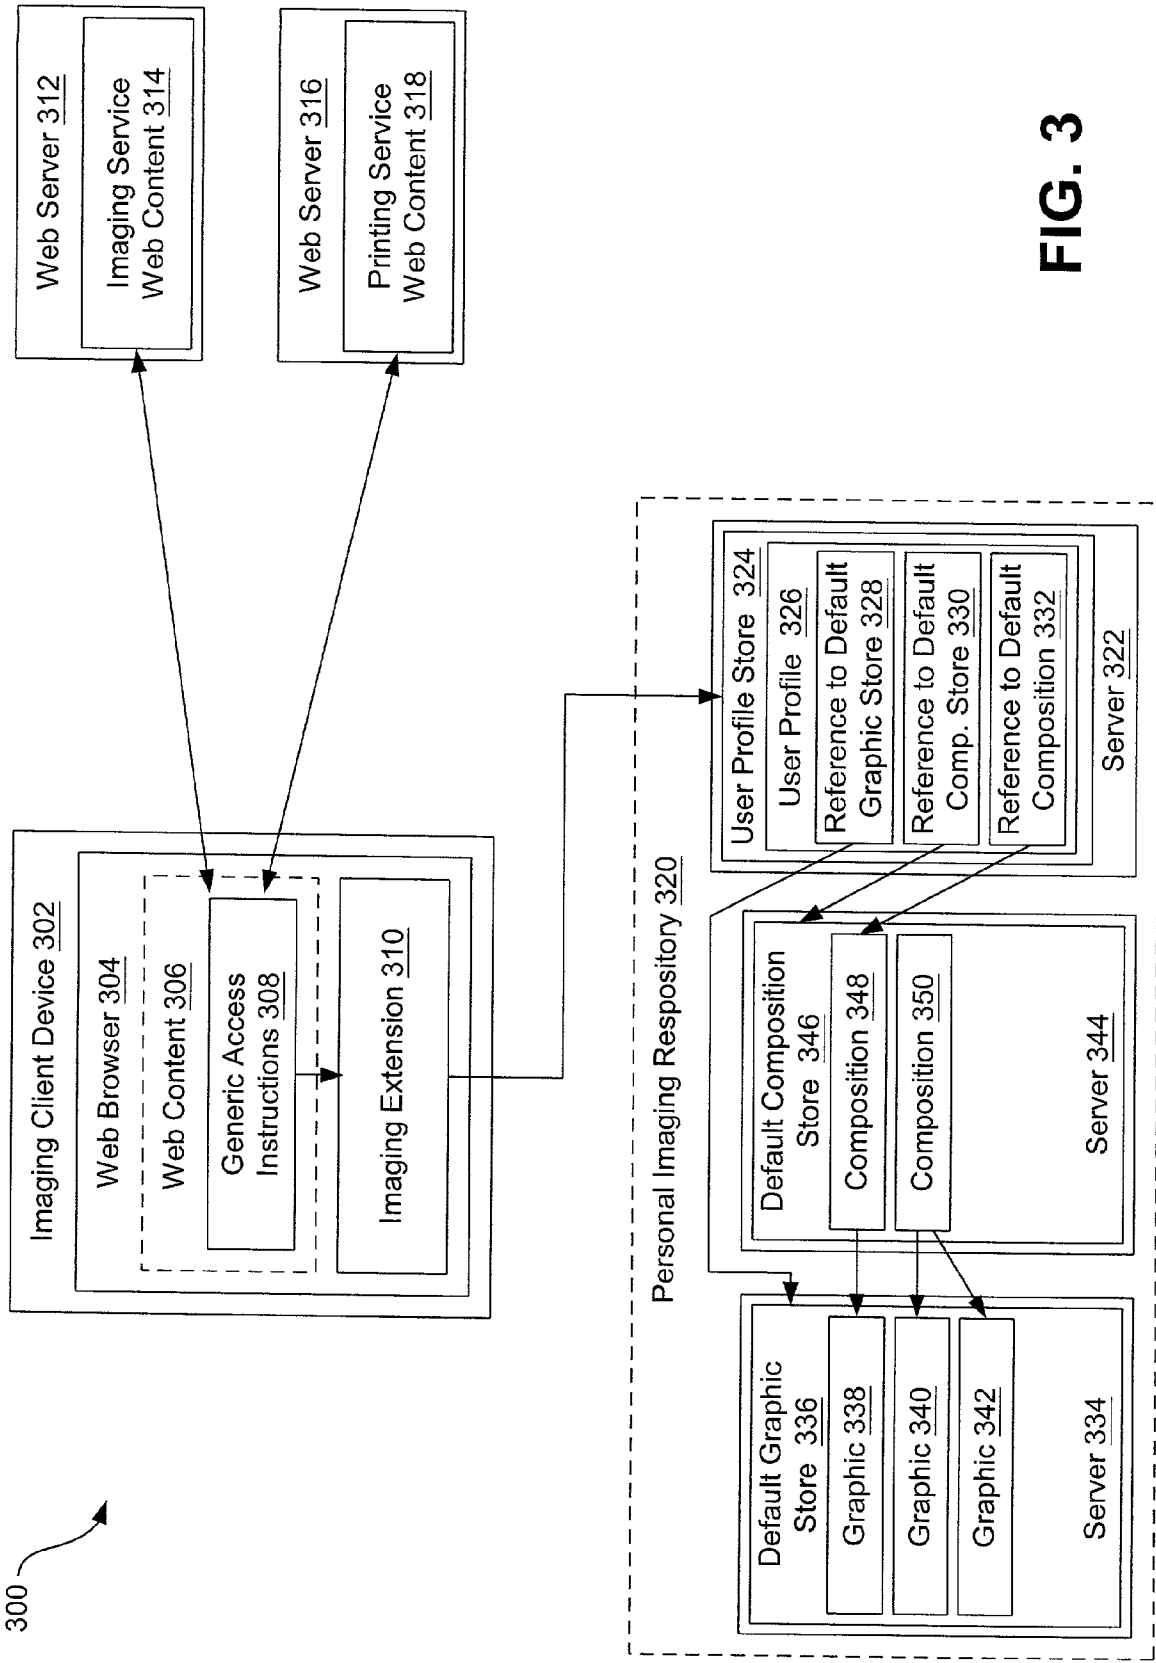 300
Imaging Client Device 302
Web Browser 304
Web Content 306
Generic Access
Instructions 308
Imaging Extension 310
Web Server 312
Imaging Service
Web Content 314
Web Server 316
Printing Service
Web Content 318
Personal Imaging Respository 320
Default Graphic
Store 336
Graphic 338
Graphic 340
Graphic 342
Server 334
Default Composition
Store 346
Composition 348
Composition 350
Server 344
User Profile Store 324
User Profile 326
Reference to Default
Graphic Store 328
Reference to Default
Comp. Store 330
Reference to Default
Composition 332
Server 322
FIG. 3